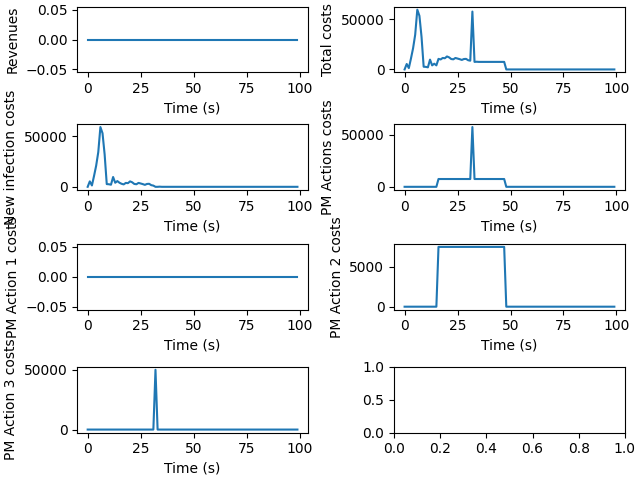 Revenues
0.05
0.00
−0.05
0 25 50 75 100
Time (s)
Total costs
50000
0
0 25 50 75 100
Time (s)
New infection costs
50000
0
0 25 50 75 100
Time (s)
PM Actions costs
50000
0
0 25 50 75 100
Time (s)
PM Action 1 costs
0.05
0.00
−0.05
0 25 50 75 100
Time (s)
PM Action 2 costs
5000
0
0 25 50 75 100
Time (s)
PM Action 3 costs
50000
0
0 25 50 75 100
Time (s)
1.0
0.5
0.0
0.0 0.2 0.4 0.6 0.8 1.0